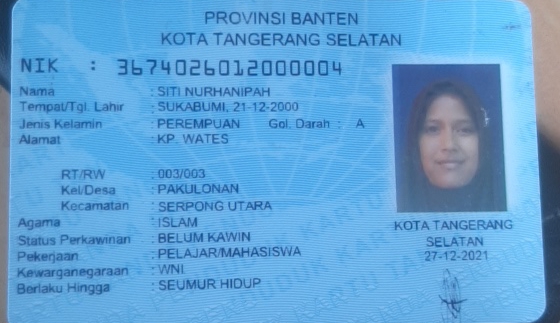 PROVINSI BANTEN
KOTA TANGERANG SELATAN
NIK : 3674026012000004
Nama : SITI NURHANIPAH
Tempat/Tgl. Lahir : SUKABUMI, 21-12-2000
Jenis Kelamin : PEREMPUAN Gol. Darah : A
Alamat : KP. WATES
RT/RW : 003/003
Kel/Desa : PAKULONAN
Kecamatan : SERPONG UTARA
Agama : ISLAM
Status Perkawinan : BELUM KAWIN
Pekerjaan : PELAJAR/MAHASISWA
Kewarganegaraan : WNI
Berlaku Hingga : SEUMUR HIDUP
KOTA TANGERANG
SELATAN
27-12-2021